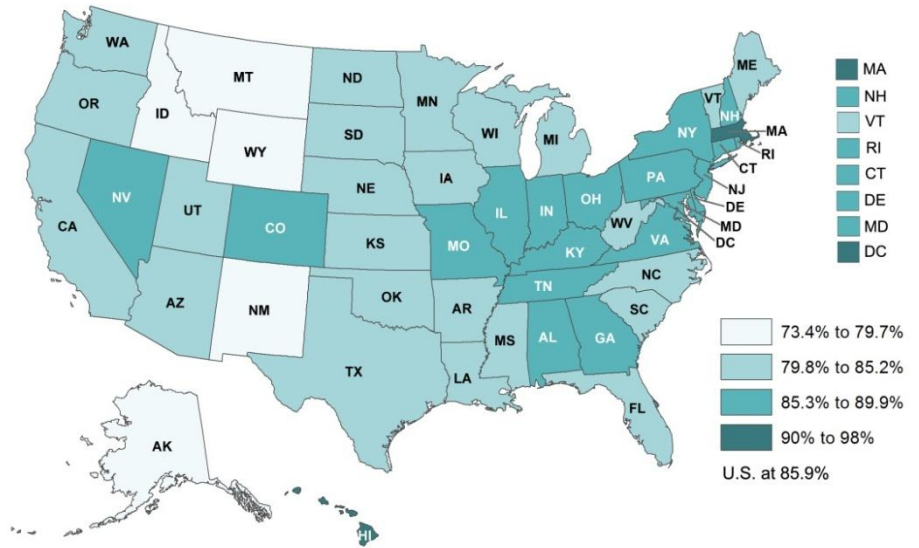 WA
MT
ND
MN
ME
MA
OR
ID
SD
WI
MI
VT
NH
NH
VT
WY
NY
MA
RI
RI
CT
CT
NV
NE
IA
PA
NJ
DE
DE
CA
UT
CO
IL
IN
OH
WV
MD
MD
DC
DC
KS
MO
KY
VA
AZ
NM
OK
AR
TN
NC
SC
TX
LA
MS
AL
GA
FL
AK
HI
73.4% to 79.7%
79.8% to 85.2%
85.3% to 89.9%
90% to 98%
U.S. at 85.9%